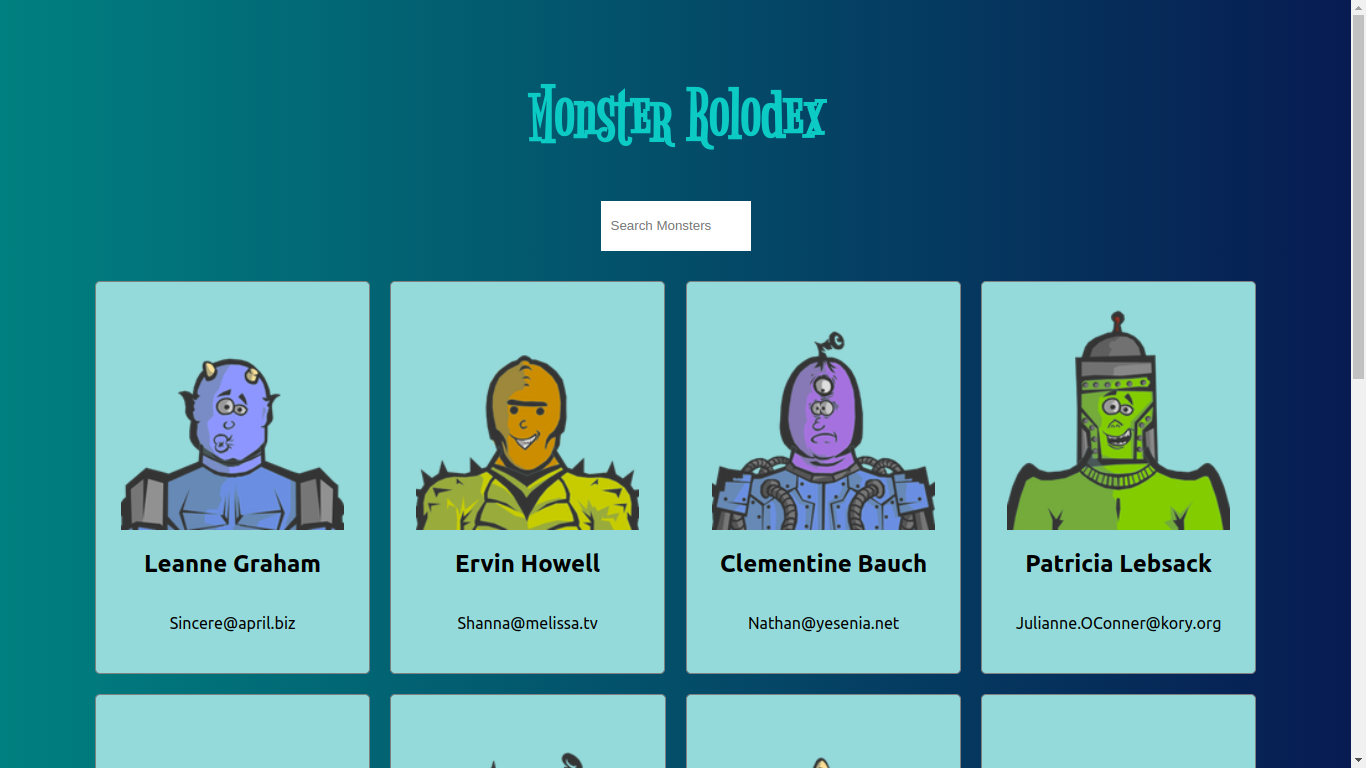 Monster Rolodex
Search Monsters
Leanne Graham
Ervin Howell
Clementine Bauch
Patricia Lebsack
Sincere@april.biz
Shanna@melissa.tv
Nathan@yesenia.net
Julianne.OConner@kory.org